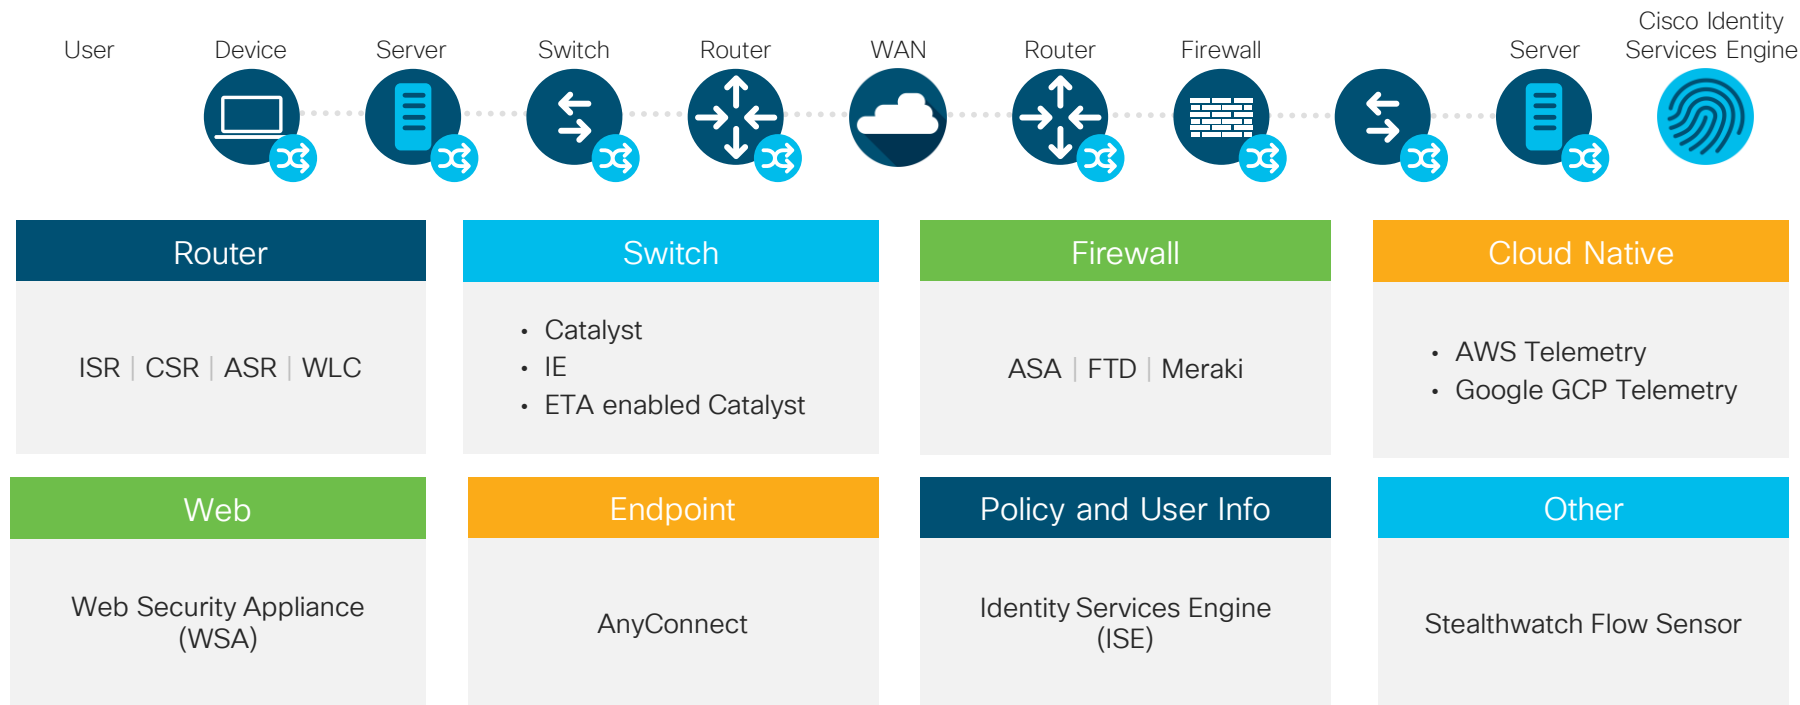 User
Device
Server
Switch
Router
WAN
Router
Firewall
Server
Cisco Identity
Services Engine
Router
ISR | CSR | ASR | WLC
Switch
• Catalyst
• IE
• ETA enabled Catalyst
Firewall
ASA | FTD | Meraki
Cloud Native
• AWS Telemetry
• Google GCP Telemetry
Web
Web Security Appliance
(WSA)
Endpoint
AnyConnect
Policy and User Info
Identity Services Engine
(ISE)
Other
Stealthwatch Flow Sensor